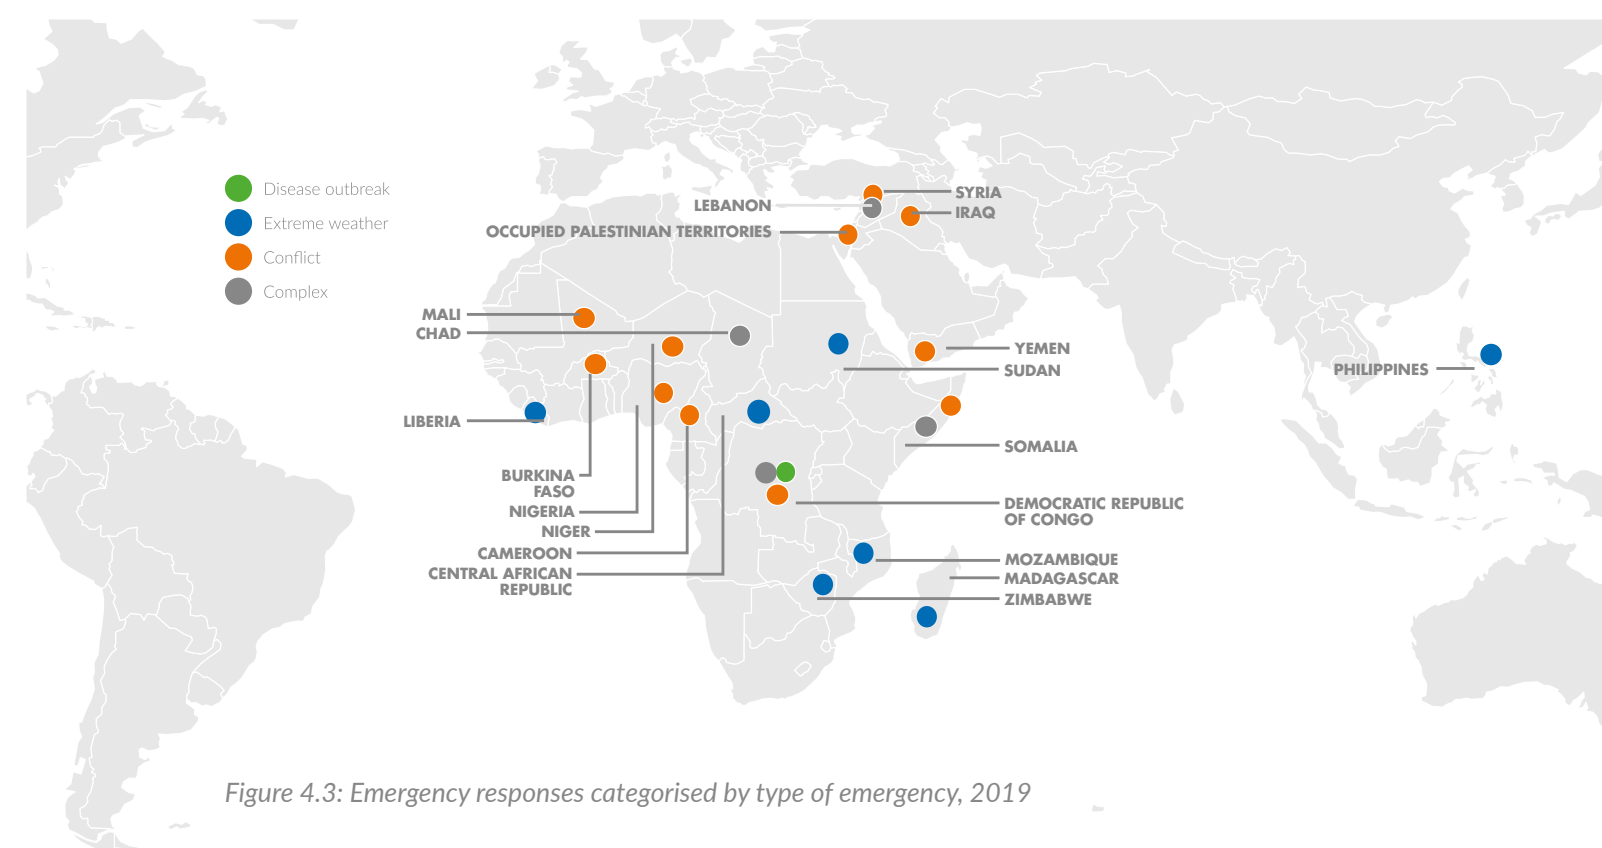 Disease outbreak
Extreme weather
Conflict
Complex
SYRIA
LEBANON
IRAQ
OCCUPIED PALESTINIAN TERRITORIES
MALI
CHAD
YEMEN
SUDAN
PHILIPPINES
LIBERIA
SOMALIA
BURKINA
FASO
NIGERIA
NIGER
CAMEROON
CENTRAL AFRICAN
REPUBLIC
DEMOCRATIC REPUBLIC
OF CONGO
MOZAMBIQUE
MADAGASCAR
ZIMBABWE
Figure 4.3: Emergency responses categorised by type of emergency, 2019